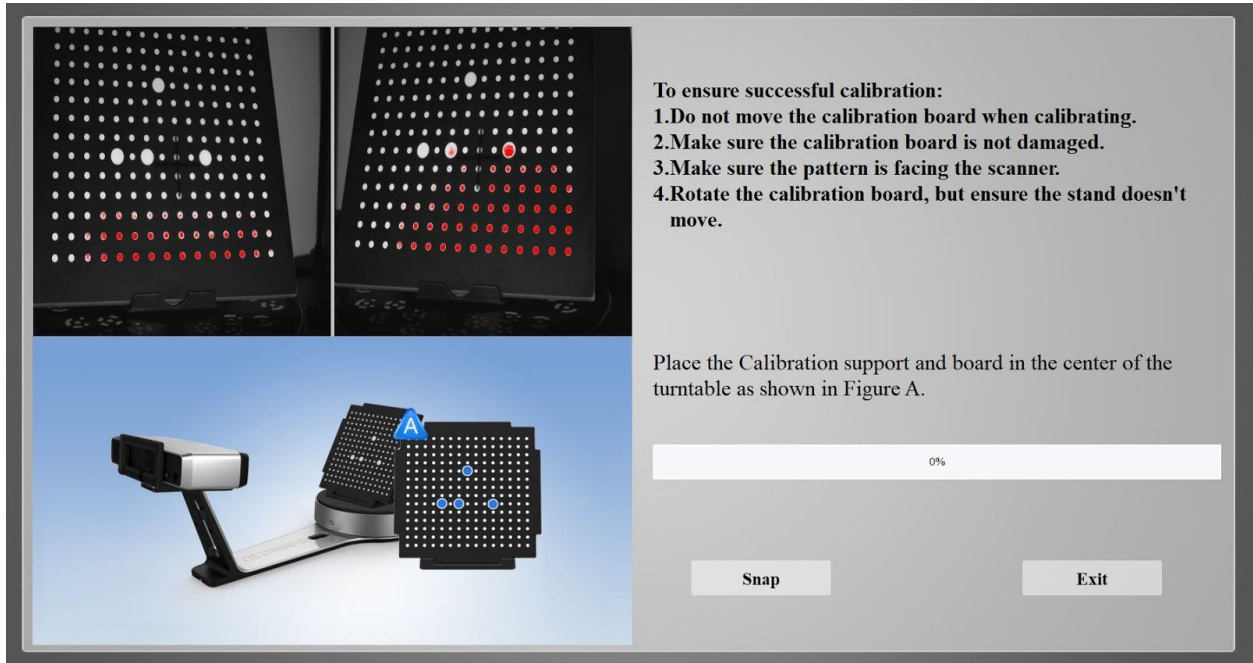 To ensure successful calibration:
1.Do not move the calibration board when calibrating.
2.Make sure the calibration board is not damaged.
3.Make sure the pattern is facing the scanner.
4.Rotate the calibration board, but ensure the stand doesn't
move.
Place the Calibration support and board in the center of the
turntable as shown in Figure A.
A
0%
Snap
Exit